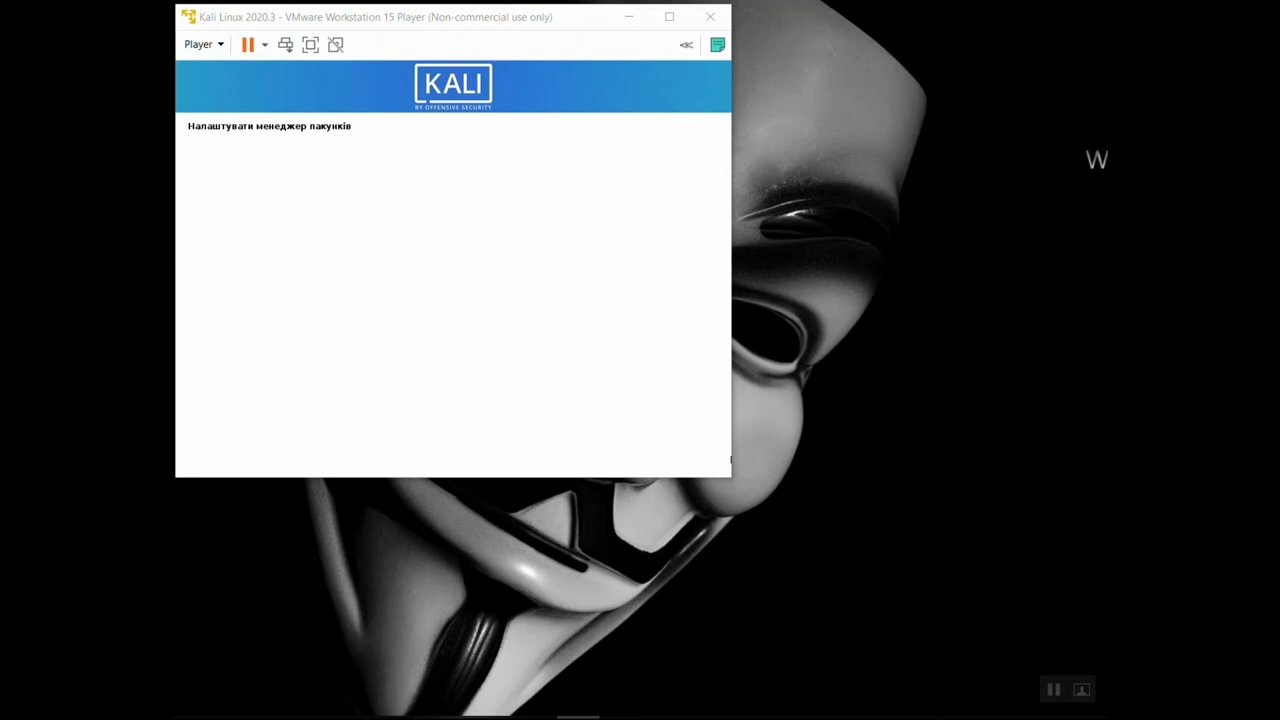 Kali Linux 2020.3 - VMware Workstation 15 Player (Non-commercial use only)
Player
KALI
BY OFFENSIVE SECURITY
Налаштувати менеджер пакунків
W